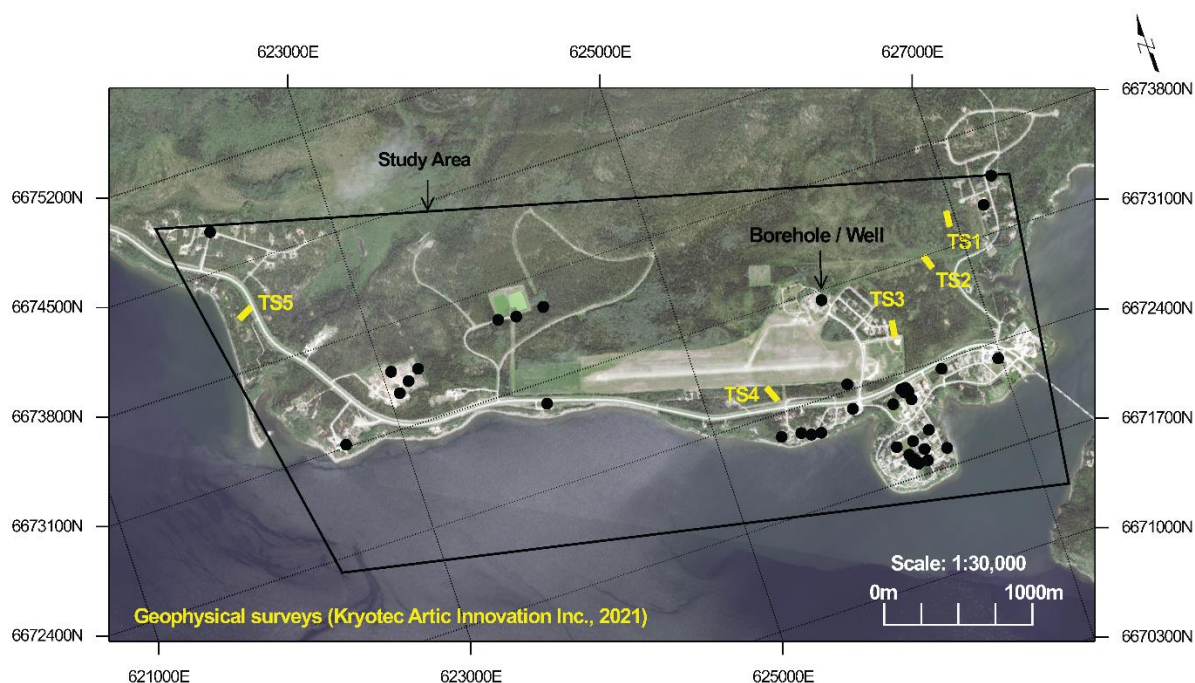 623000E 625000E 627000E
N
6673800N
Study Area
6675200N
6673100N
Borehole / Well
TS1
TS2
TS5
TS3
6674500N
6672400N
TS4
6673800N
6671700N
6673100N
6671000N
Scale: 1:30,000
0m 1000m
Geophysical surveys (Kryotec Artic Innovation Inc., 2021)
6672400N
6670300N
621000E 623000E 625000E